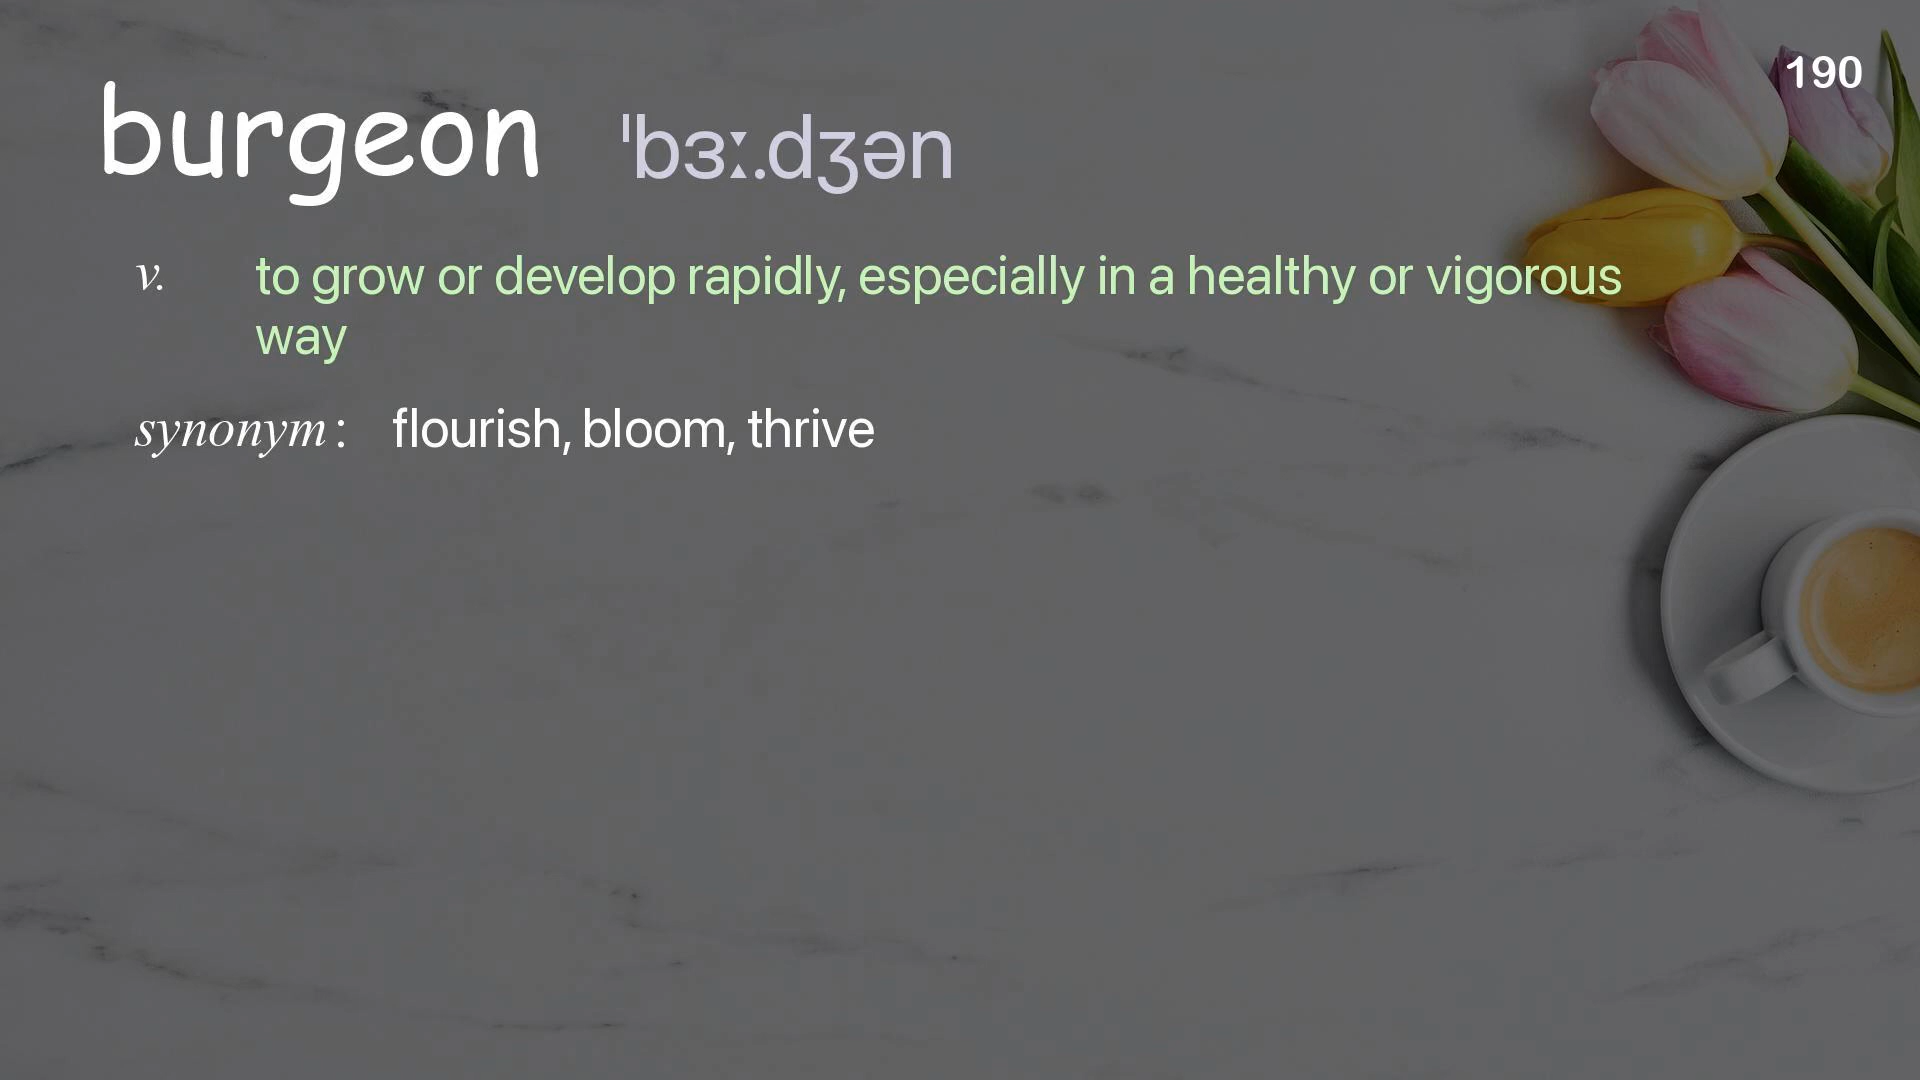 190
burgeon ˈbɜː.dʒən
v. to grow or develop rapidly, especially in a healthy or vigorous
way
synonym: flourish, bloom, thrive